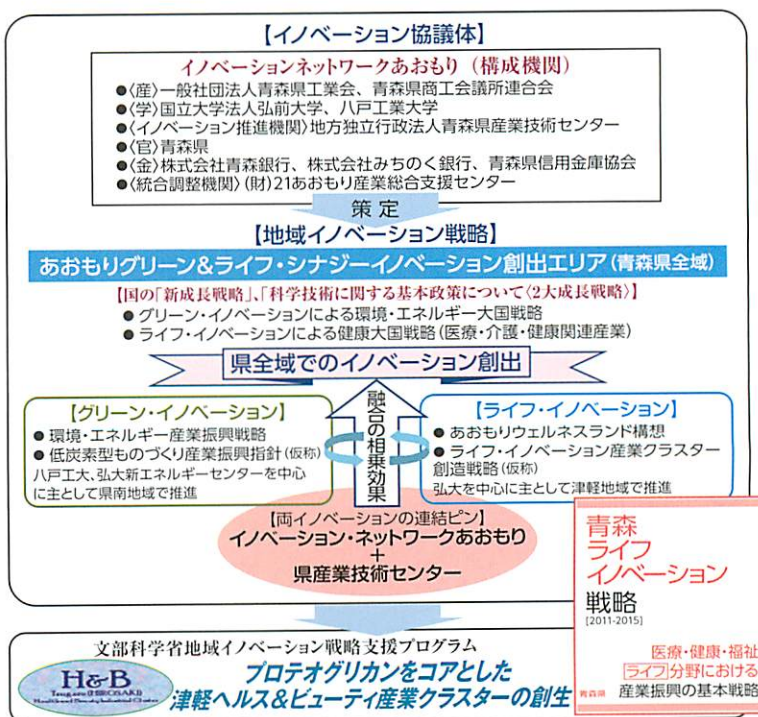 【イノベーション協議体】
イノベーションネットワークあおもり（構成機関）
●〈産〉一般社団法人青森県工業会、青森県商工会議所連合会
●〈学〉国立大学法人弘前大学、八戸工業大学
●〈イノベーション推進機関〉地方独立行政法人青森県産業技術センター
●〈官〉青森県
●〈金〉株式会社青森銀行、株式会社みちのく銀行、青森県信用金庫協会
●〈統合調整機関〉(財)21あおもり産業総合支援センター
策定
【地域イノベーション戦略】
あおもりグリーン&ライフ・シナジーイノベーション創出エリア(青森県全域)
【国の「新成長戦略」、「科学技術に関する基本政策について〈2大成長戦略〉】
● グリーン・イノベーションによる環境・エネルギー大国戦略
● ライフ・イノベーションによる健康大国戦略(医療・介護・健康関連産業)
県全域でのイノベーション創出
【グリーン・イノベーション】
● 環境・エネルギー産業振興戦略
● 低炭素型ものづくり産業振興指針(仮称)
八戸工大、弘大新エネルギーセンターを中心
に主として県南地域で推進
融合の相乗効果
【ライフ・イノベーション】
● あおもりウェルネスランド構想
● ライフ・イノベーション産業クラスター
創造戦略(仮称)
弘大を中心に主として津軽地域で推進
【両イノベーションの連結ピン】
イノベーション・ネットワークあおもり
+
県産業技術センター
青森
ライフ
イノベーション
戦略
[2011-2015]
医療・健康・福祉
ライフ分野における
青森県 産業振興の基本戦略
文部科学省地域イノベーション戦略支援プログラム
H&B
Tsugaru(HIROSAKI)
Health and Beauty Industrial Cluster
プロテオグリカンをコアとした
津軽ヘルス&ビューティ産業クラスターの創生